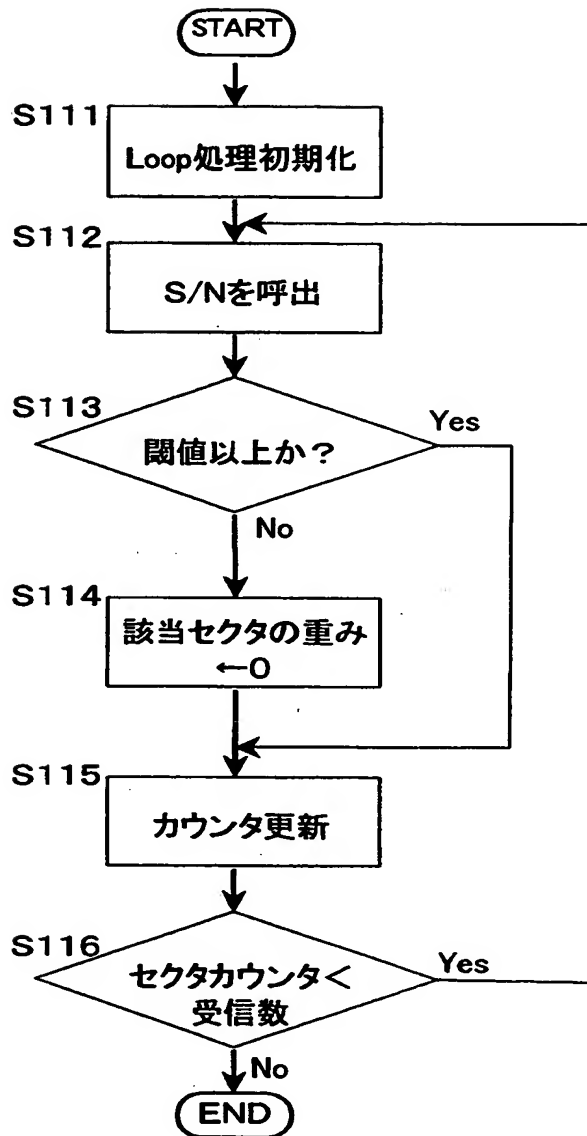 START
S111
Loop処理初期化
S112
S/Nを呼出
S113
閾値以上か?
Yes
No
S114
該当セクタの重み
←0
S115
カウンタ更新
S116
セクタカウンタ<
受信数
Yes
No
END